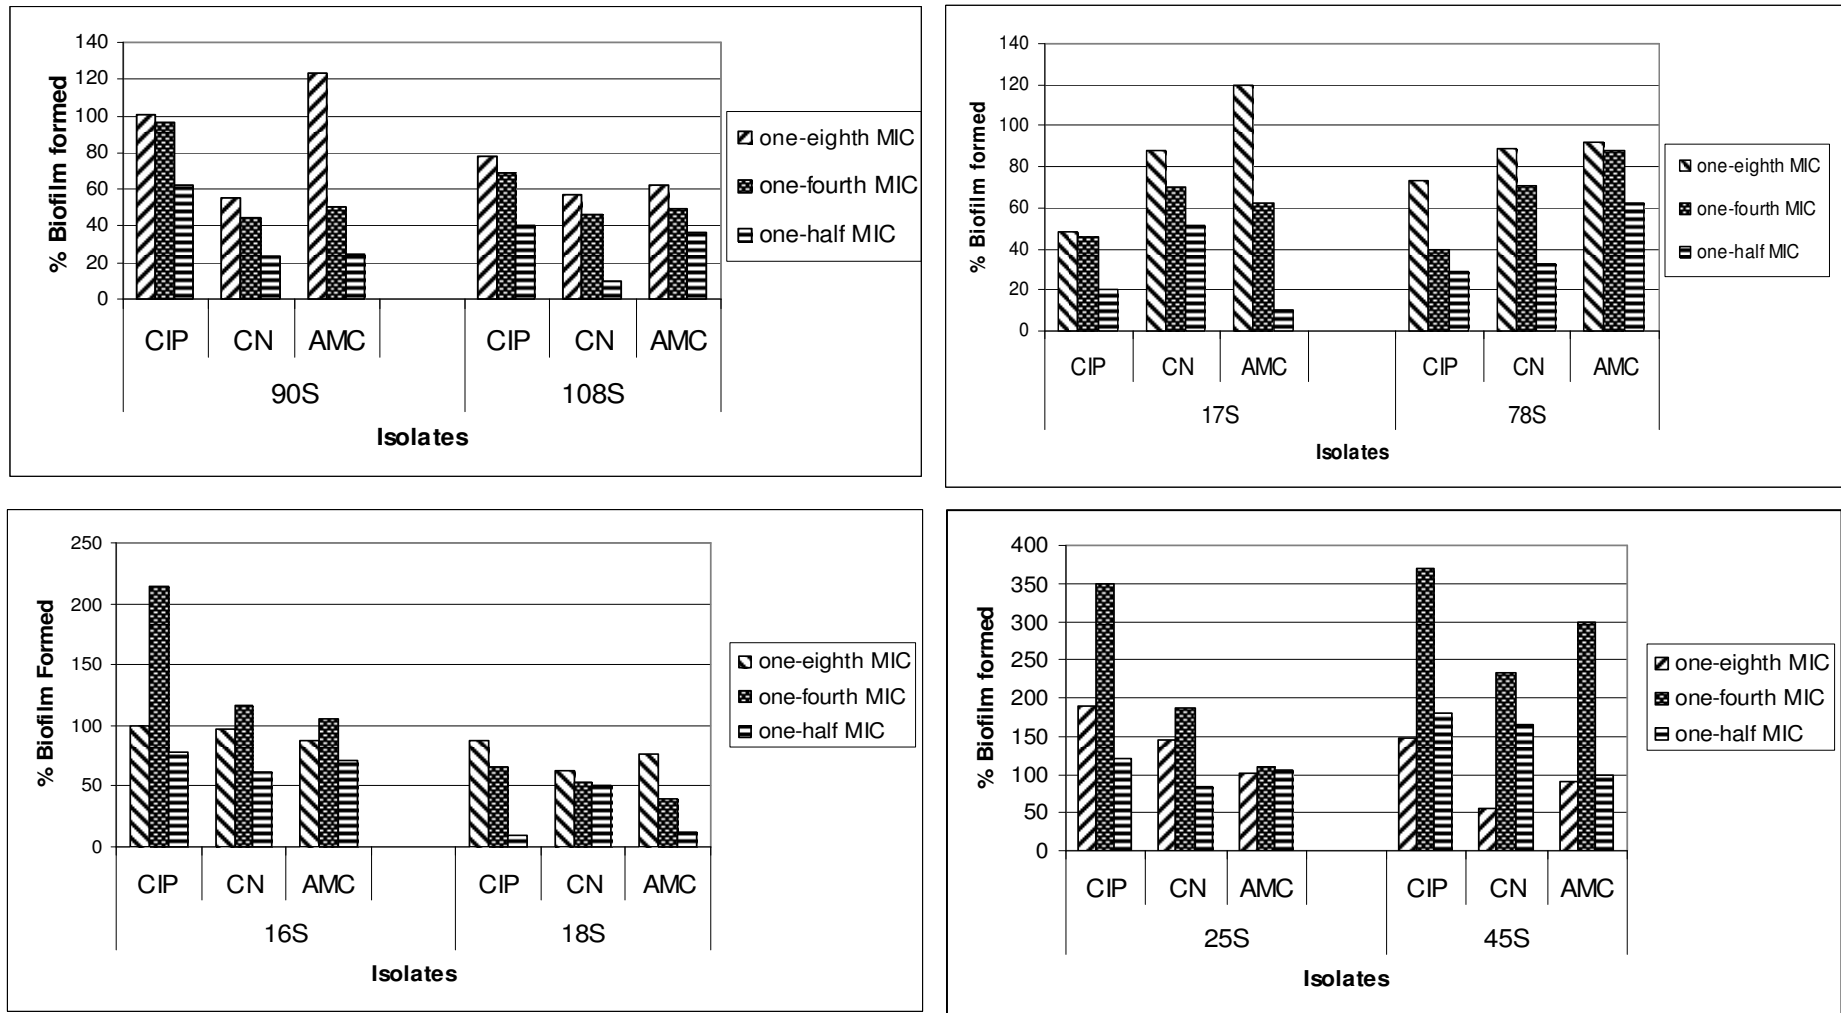 140
120
100
80
60
40
20
0
% Biofilm formed
CIP CN AMC CIP CN AMC
90S 108S
Isolates
one-eighth MIC
one-fourth MIC
one-half MIC
140
120
100
80
60
40
20
0
% Biofilm formed
CIP CN AMC CIP CN AMC
17S 78S
Isolates
one-eighth MIC
one-fourth MIC
one-half MIC
250
200
150
100
50
0
% Biofilm Formed
CIP CN AMC CIP CN AMC
16S 18S
Isolates
one-eighth MIC
one-fourth MIC
one-half MIC
400
350
300
250
200
150
100
50
0
% Biofilm formed
CIP CN AMC CIP CN AMC
25S 45S
Isolates
one-eighth MIC
one-fourth MIC
one-half MIC